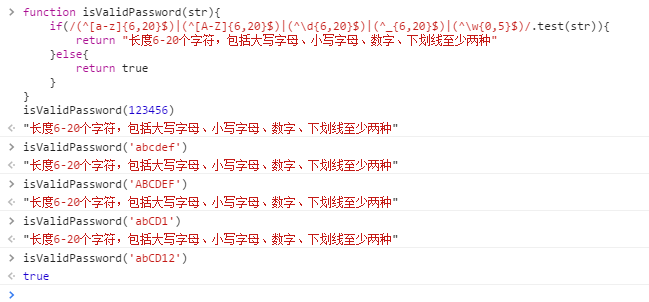 function isValidPassword(str){
if(/(^[a-z]{6,20}$)|(^[A-Z]{6,20}$)|(^\d{6,20}$)|(^_{6,20}$)|(^\w{0,5}$)/.test(str)){
return "长度6-20个字符，包括大写字母、小写字母、数字、下划线至少两种"
}else{
return true
}
}
isValidPassword(123456)
"长度6-20个字符，包括大写字母、小写字母、数字、下划线至少两种"
isValidPassword('abcdef')
"长度6-20个字符，包括大写字母、小写字母、数字、下划线至少两种"
isValidPassword('ABCDEF')
"长度6-20个字符，包括大写字母、小写字母、数字、下划线至少两种"
isValidPassword('abCD1')
"长度6-20个字符，包括大写字母、小写字母、数字、下划线至少两种"
isValidPassword('abCD12')
true